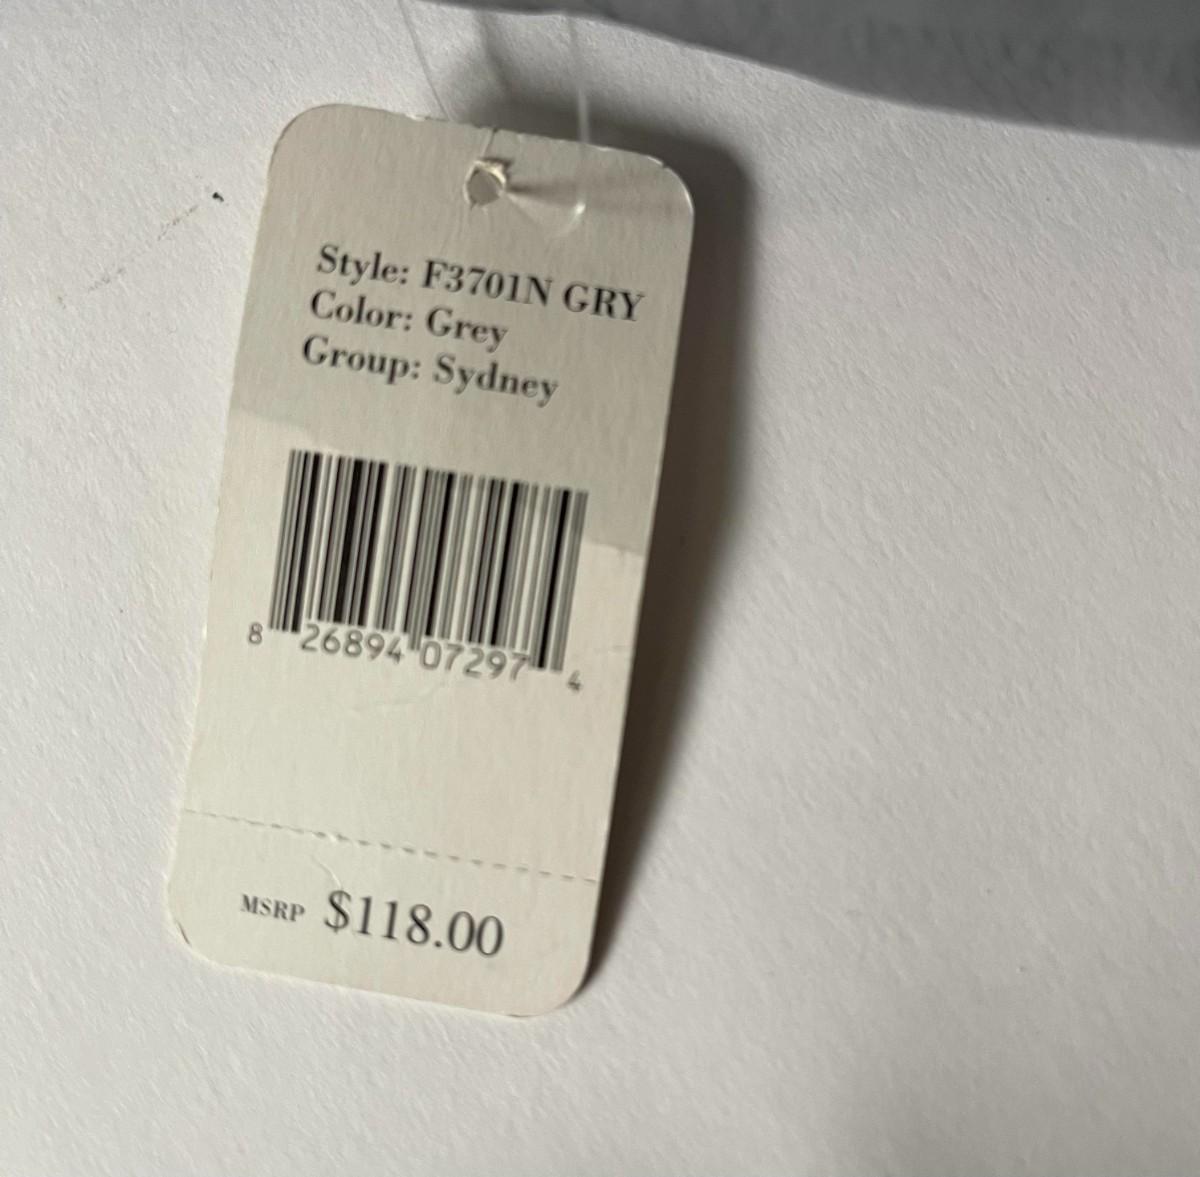 Style: F3701N GRY
Color: Grey
Group: Sydney
8 26894 07297 4
MSRP $118.00